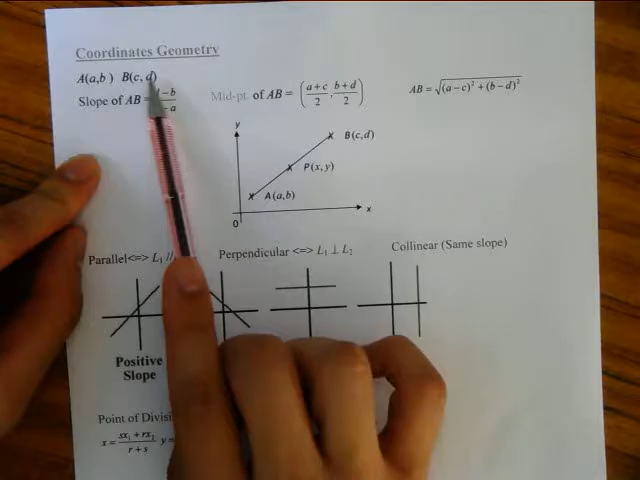 Coordinates Geometry
A(a,b) B(c,d)
Slope of AB =
-b
-a
Mid-pt. of AB = ( a+c/2 , b+d/2 )
AB = √(a-c)² + (b-d)²
y
B(c,d)
P(x,y)
A(a,b)
0
x
Parallel<=> L₁ //
Perpendicular <=> L₁ ⊥ L₂
Collinear (Same slope)
Positive
Slope
Point of Divis
x = sx₁ + rx₂ / r + s y =